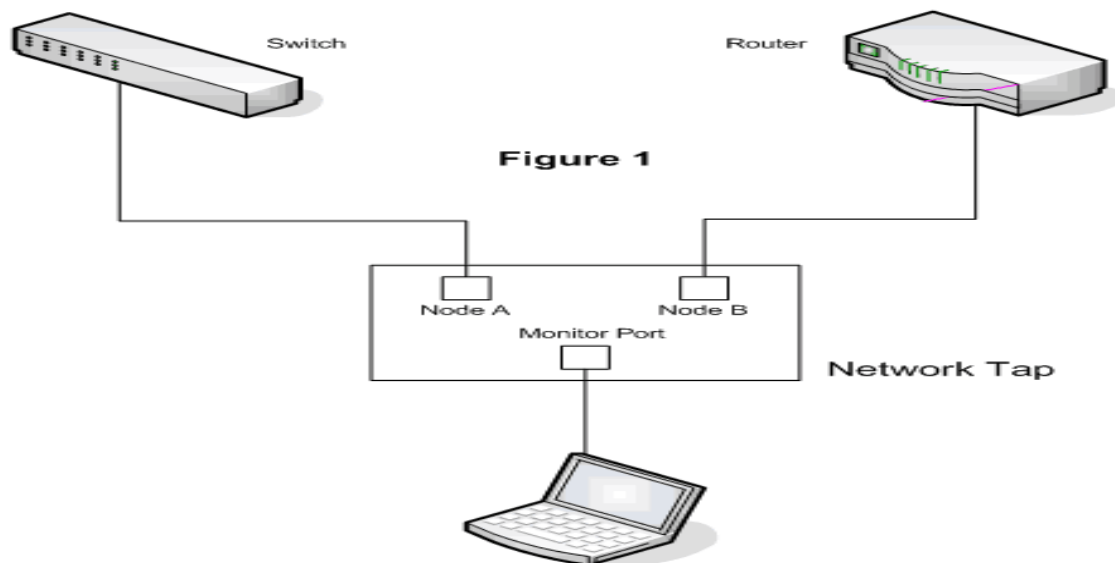 Switch
Router
Figure 1
Node A
Node B
Monitor Port
Network Tap